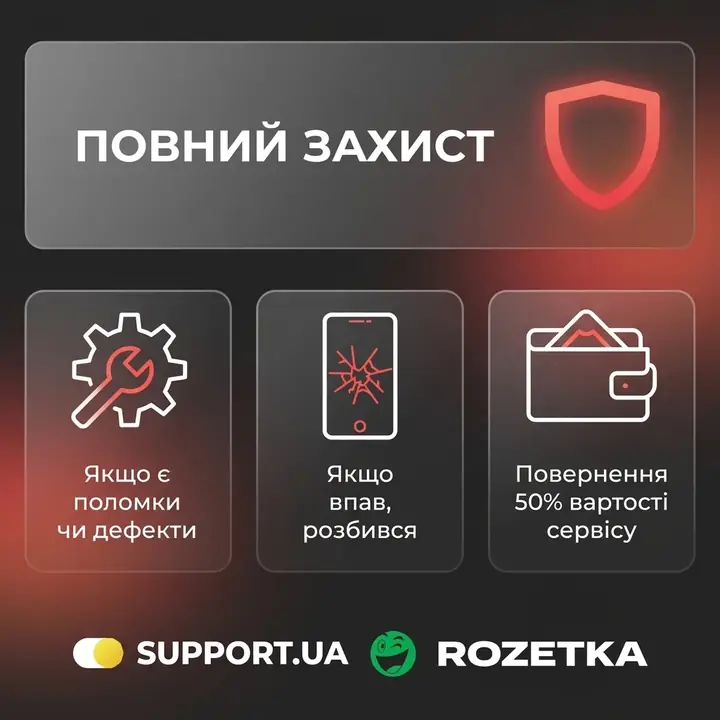 ПОВНИЙ ЗАХИСТ
Якщо є
поломки
чи дефекти
Якщо
впав,
розбився
Повернення
50% вартості
сервісу
SUPPORT.UA
ROZETKA